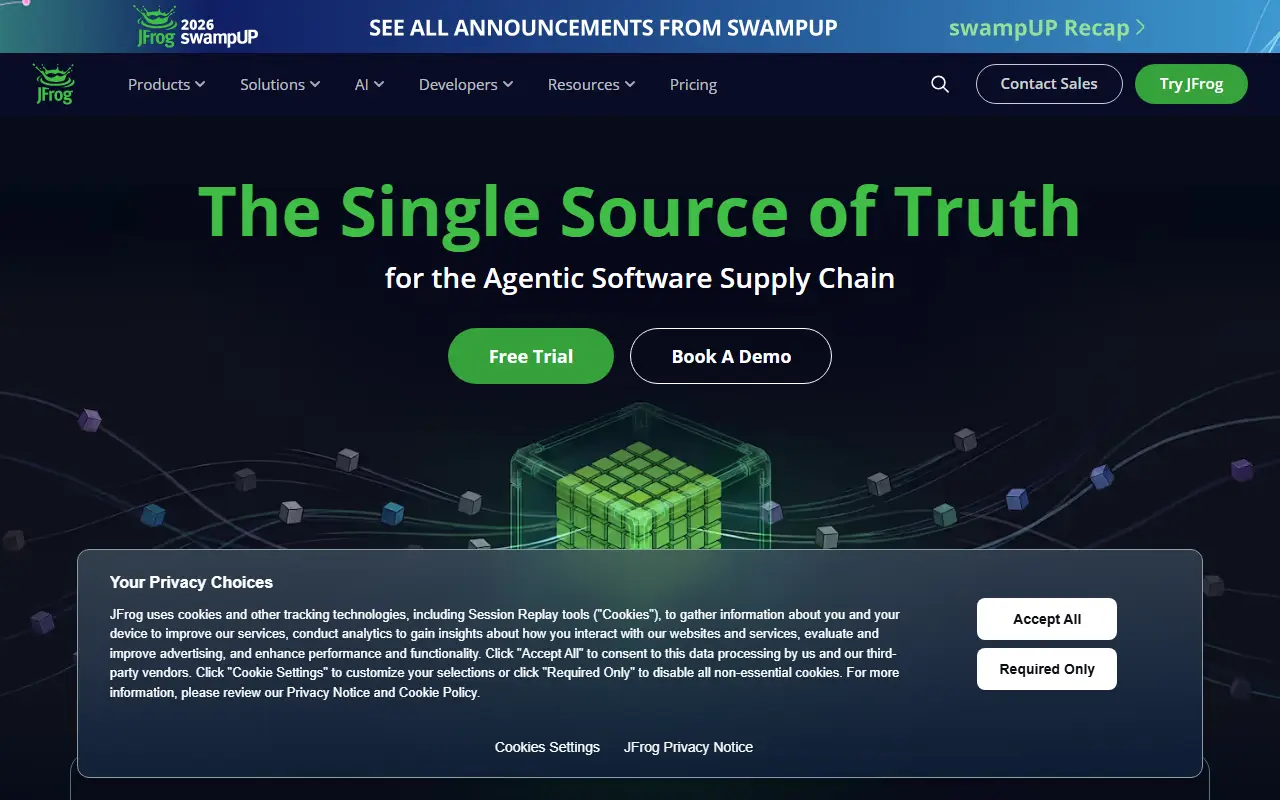 JFrog 2026 swampUP
SEE ALL ANNOUNCEMENTS FROM SWAMPUP
swampUP Recap
JFrog
Products
Solutions
AI
Developers
Resources
Pricing
Contact Sales
Try JFrog
The Single Source of Truth
for the Agentic Software Supply Chain
Free Trial
Book A Demo
Your Privacy Choices
JFrog uses cookies and other tracking technologies, including Session Replay tools ("Cookies"), to gather information about you and your
device to improve our services, conduct analytics to gain insights about how you interact with our websites and services, evaluate and
improve advertising, and enhance performance and functionality. Click "Accept All" to consent to this data processing by us and our third-
party vendors. Click "Cookie Settings" to customize your selections or click "Required Only" to disable all non-essential cookies. For more
information, please review our Privacy Notice and Cookie Policy.
Accept All
Required Only
Cookies Settings
JFrog Privacy Notice